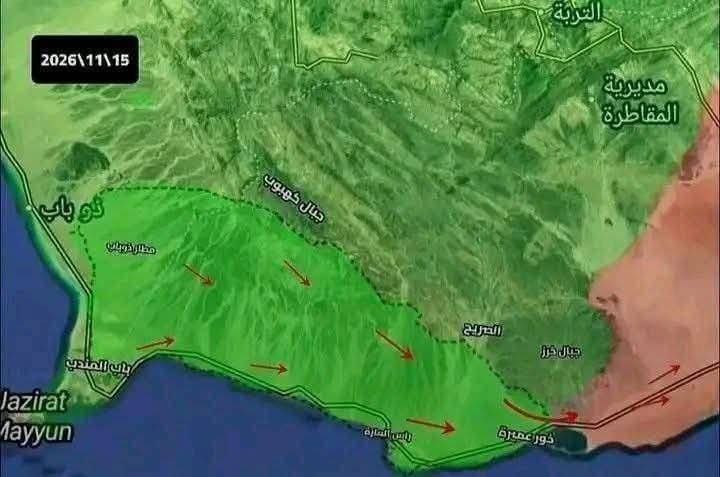 التربة
2026\11\15
مديرية
المقاطرة
جبال كهبوب
ذو باب
مطار ذوباب
الصريح
جبال خرز
باب المندب
Jazirat
Mayyun
راس العارة
خور عميرة